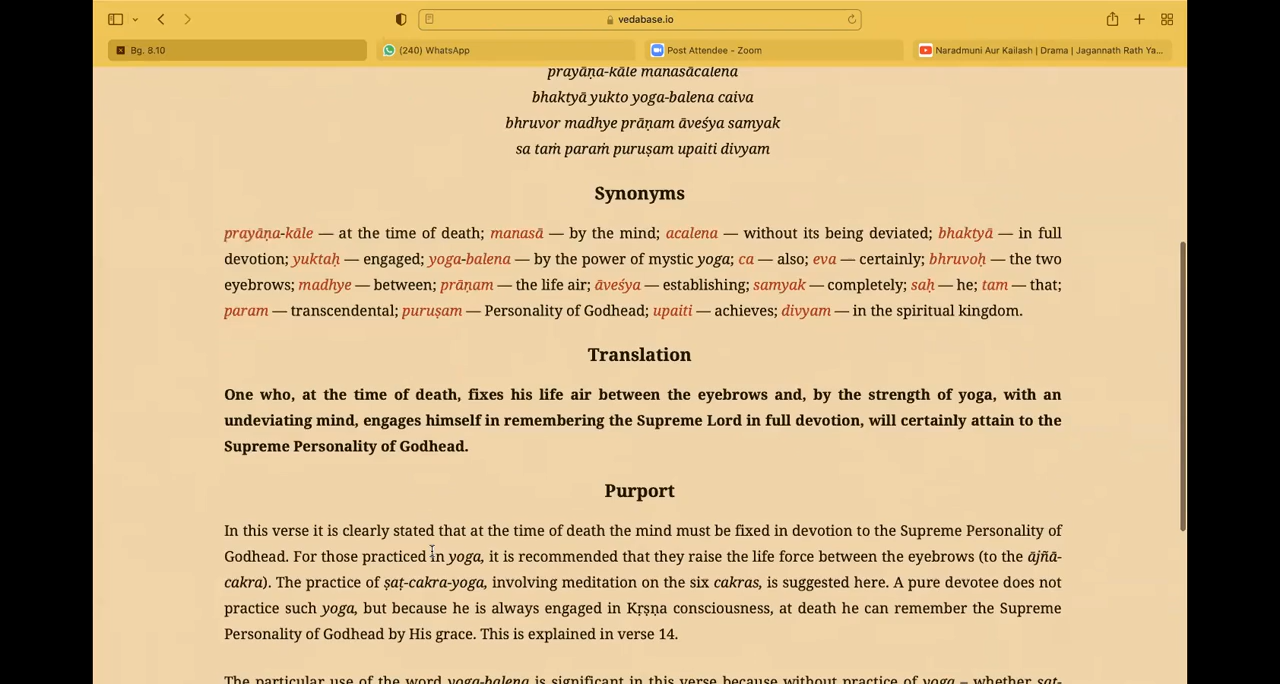 vedabase.io
Bg. 8.10
(240) WhatsApp
Post Attendee - Zoom
Naradmuni Aur Kailash | Drama | Jagannath Rath Ya...
prayāṇa-kāle manasācalena
bhaktyā yukto yoga-balena caiva
bhruvor madhye prāṇam āveśya samyak
sa taṁ paraṁ puruṣam upaiti divyam
Synonyms
prayāṇa-kāle — at the time of death; manasā — by the mind; acalena — without its being deviated; bhaktyā — in full
devotion; yuktaḥ — engaged; yoga-balena — by the power of mystic yoga; ca — also; eva — certainly; bhruvoḥ — the two
eyebrows; madhye — between; prāṇam — the life air; āveśya — establishing; samyak — completely; saḥ — he; tam — that;
param — transcendental; puruṣam — Personality of Godhead; upaiti — achieves; divyam — in the spiritual kingdom.
Translation
One who, at the time of death, fixes his life air between the eyebrows and, by the strength of yoga, with an
undeviating mind, engages himself in remembering the Supreme Lord in full devotion, will certainly attain to the
Supreme Personality of Godhead.
Purport
In this verse it is clearly stated that at the time of death the mind must be fixed in devotion to the Supreme Personality of
Godhead. For those practiced in yoga, it is recommended that they raise the life force between the eyebrows (to the ājñā-
cakra). The practice of ṣaṭ-cakra-yoga, involving meditation on the six cakras, is suggested here. A pure devotee does not
practice such yoga, but because he is always engaged in Kṛṣṇa consciousness, at death he can remember the Supreme
Personality of Godhead by His grace. This is explained in verse 14.
The particular use of the word yoga-balena is significant in this verse because without practice of yoga – whether ṣaṭ-